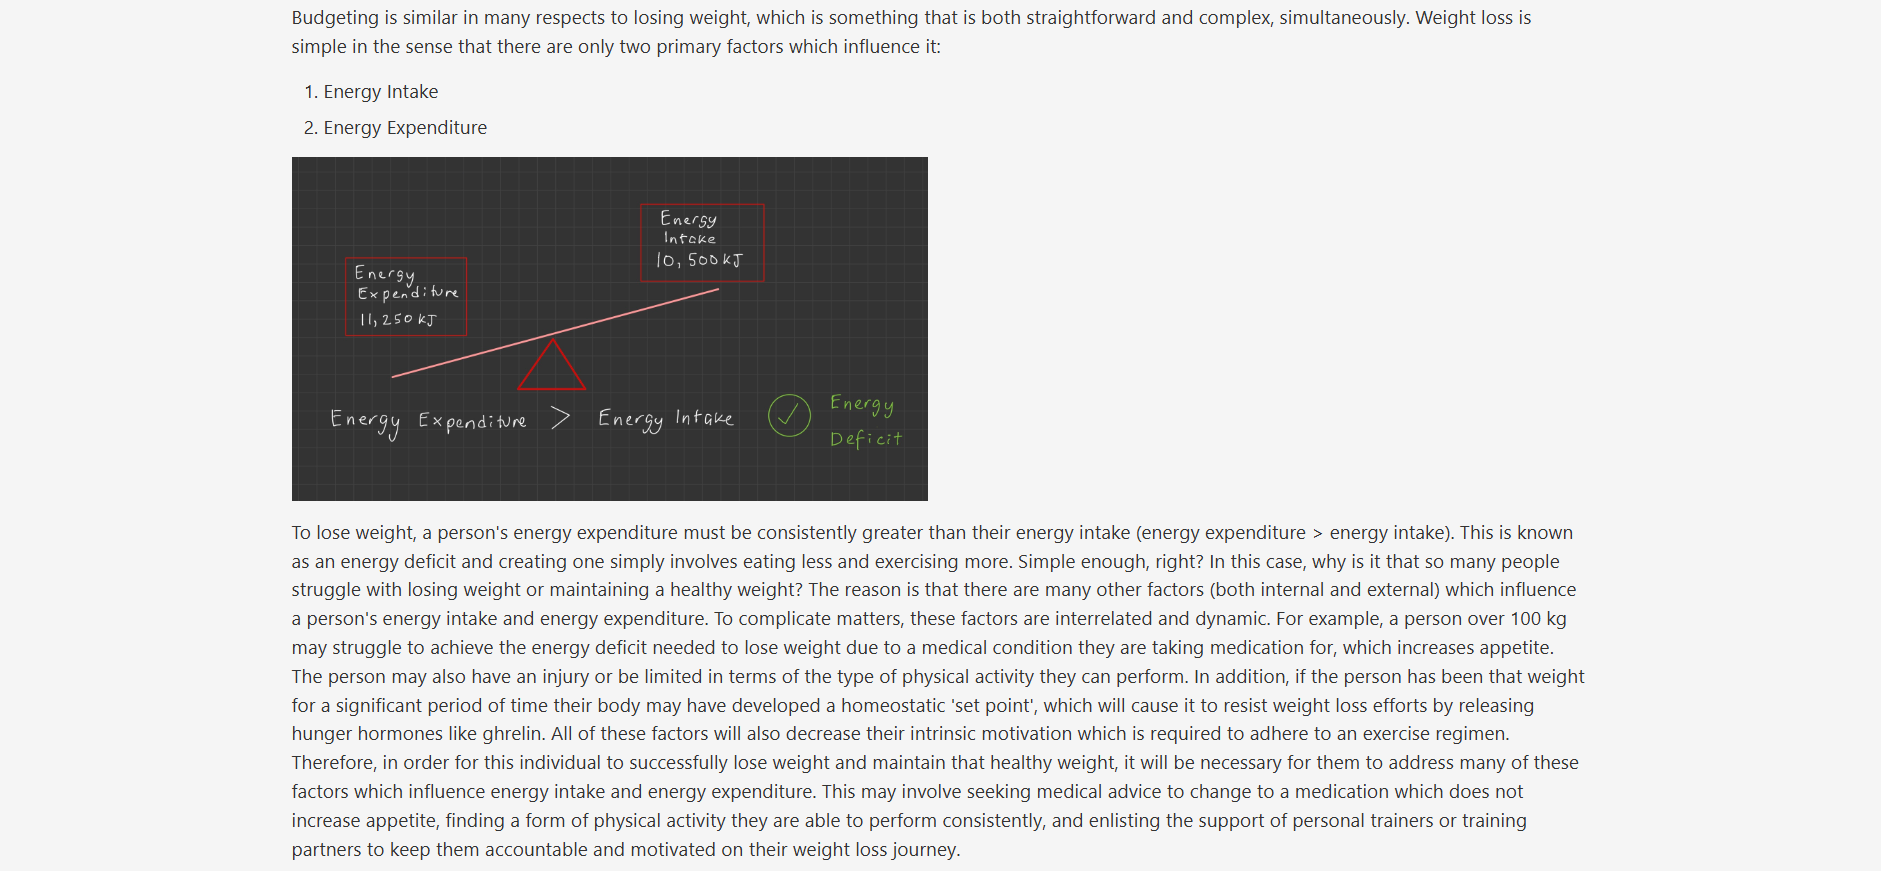 Budgeting is similar in many respects to losing weight, which is something that is both straightforward and complex, simultaneously. Weight loss is
simple in the sense that there are only two primary factors which influence it:
1. Energy Intake
2. Energy Expenditure
Energy
Intake
10,500 kJ
Energy
Expenditure
11,250 kJ
Energy Expenditure > Energy Intake
Energy
Deficit
To lose weight, a person's energy expenditure must be consistently greater than their energy intake (energy expenditure > energy intake). This is known
as an energy deficit and creating one simply involves eating less and exercising more. Simple enough, right? In this case, why is it that so many people
struggle with losing weight or maintaining a healthy weight? The reason is that there are many other factors (both internal and external) which influence
a person's energy intake and energy expenditure. To complicate matters, these factors are interrelated and dynamic. For example, a person over 100 kg
may struggle to achieve the energy deficit needed to lose weight due to a medical condition they are taking medication for, which increases appetite.
The person may also have an injury or be limited in terms of the type of physical activity they can perform. In addition, if the person has been that weight
for a significant period of time their body may have developed a homeostatic 'set point', which will cause it to resist weight loss efforts by releasing
hunger hormones like ghrelin. All of these factors will also decrease their intrinsic motivation which is required to adhere to an exercise regimen.
Therefore, in order for this individual to successfully lose weight and maintain that healthy weight, it will be necessary for them to address many of these
factors which influence energy intake and energy expenditure. This may involve seeking medical advice to change to a medication which does not
increase appetite, finding a form of physical activity they are able to perform consistently, and enlisting the support of personal trainers or training
partners to keep them accountable and motivated on their weight loss journey.